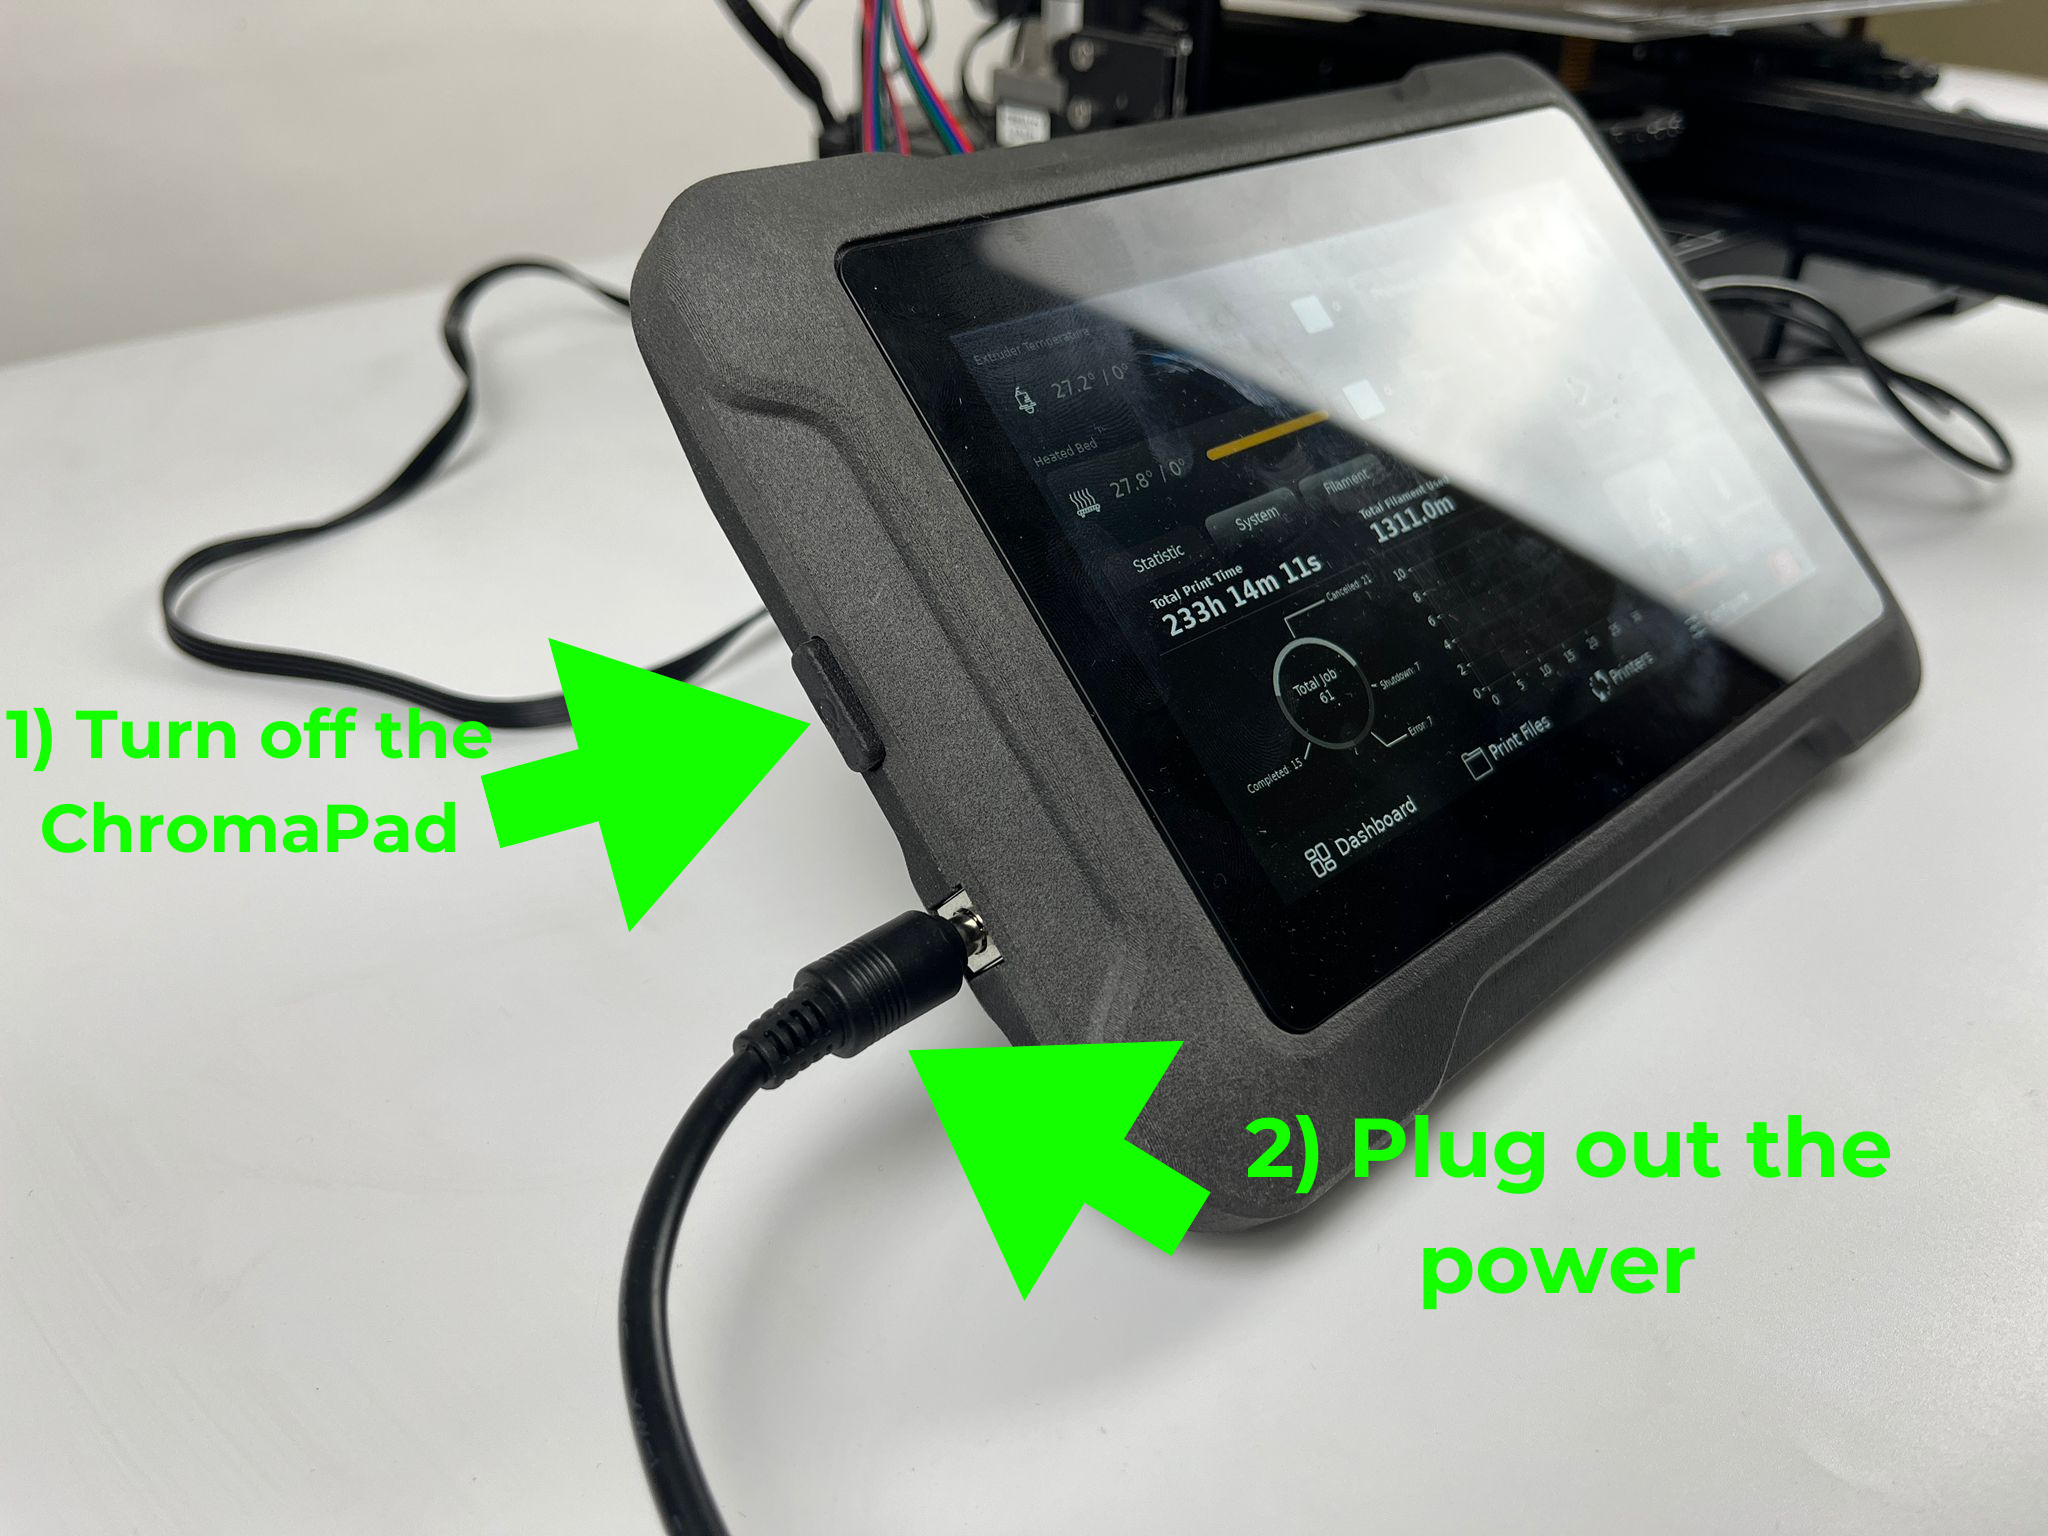 Extruder Temperature
27.2° / 0°
Heated Bed
27.8° / 0°
Statistic
System
Filament
Total Print Time
233h 14m 11s
Total Filament Used
1311.0m
Cancelled: 21
Total Job
61
Shutdown: 7
Error: 7
Completed: 15
10
8
6
4
2
0
0 5 10 15 20 25 30
Dashboard
Print Files
Printers
Configure
1) Turn off the
ChromaPad
2) Plug out the
power